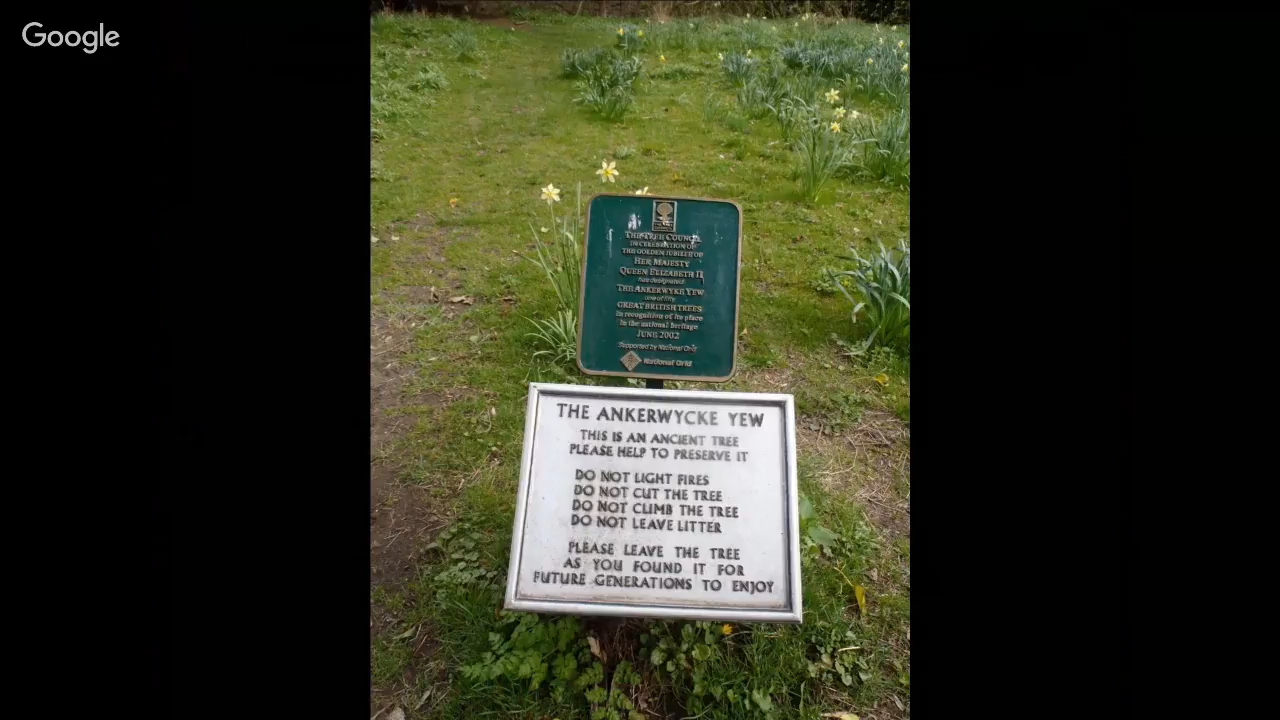 Google
THE TREE COUNCIL
IN CELEBRATION OF
THE GOLDEN JUBILEE OF
HER MAJESTY
QUEEN ELIZABETH II
has designated
THE ANKERWYKE YEW
one of fifty
GREAT BRITISH TREES
in recognition of its place
in the national heritage
JUNE 2002
Supported by National Grid
National Grid
THE ANKERWYCKE YEW
THIS IS AN ANCIENT TREE
PLEASE HELP TO PRESERVE IT
DO NOT LIGHT FIRES
DO NOT CUT THE TREE
DO NOT CLIMB THE TREE
DO NOT LEAVE LITTER
PLEASE LEAVE THE TREE
AS YOU FOUND IT FOR
FUTURE GENERATIONS TO ENJOY